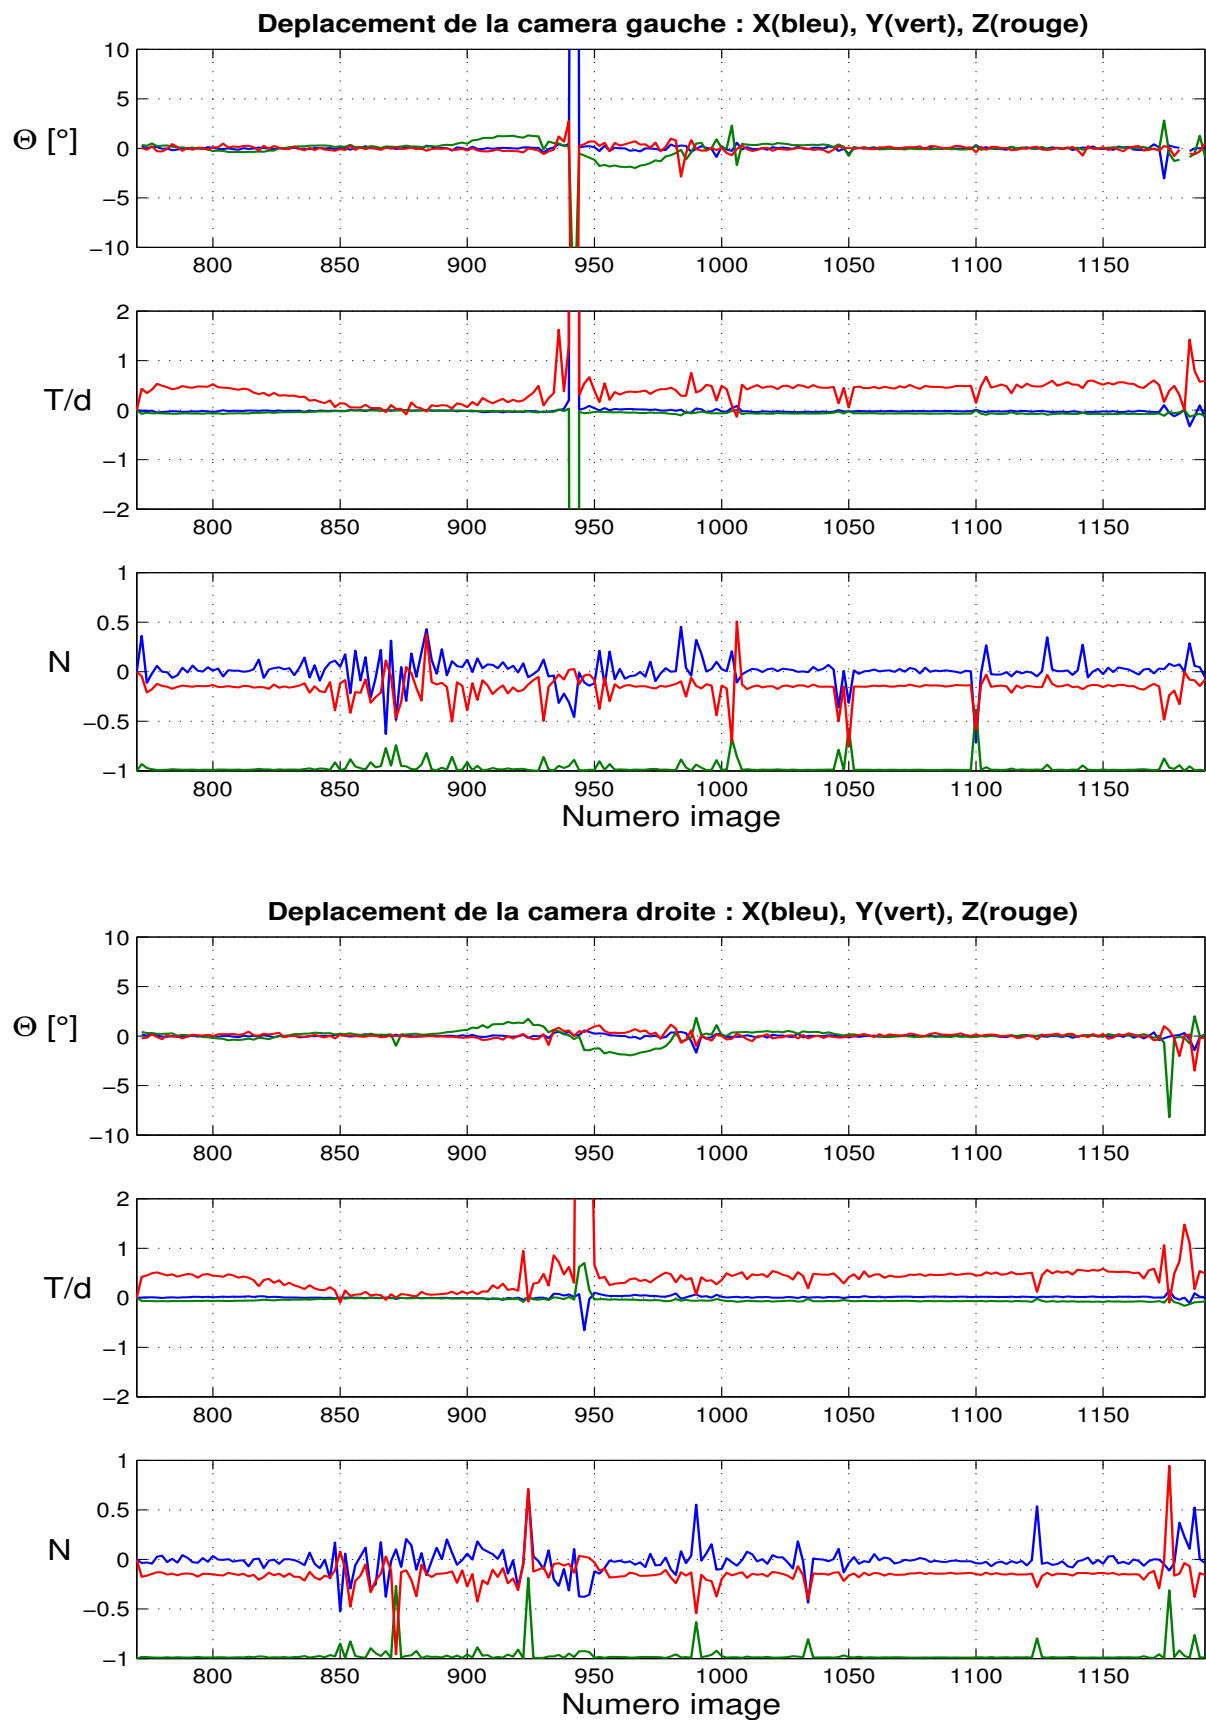 Deplacement de la camera gauche : X(bleu), Y(vert), Z(rouge)
10
5
Θ [°]
0
−5
−10
800 850 900 950 1000 1050 1100 1150
2
1
T/d
0
−1
−2
800 850 900 950 1000 1050 1100 1150
1
0.5
N
0
−0.5
−1
800 850 900 950 1000 1050 1100 1150
Numero image
Deplacement de la camera droite : X(bleu), Y(vert), Z(rouge)
10
5
Θ [°]
0
−5
−10
800 850 900 950 1000 1050 1100 1150
2
1
T/d
0
−1
−2
800 850 900 950 1000 1050 1100 1150
1
0.5
N
0
−0.5
−1
800 850 900 950 1000 1050 1100 1150
Numero image